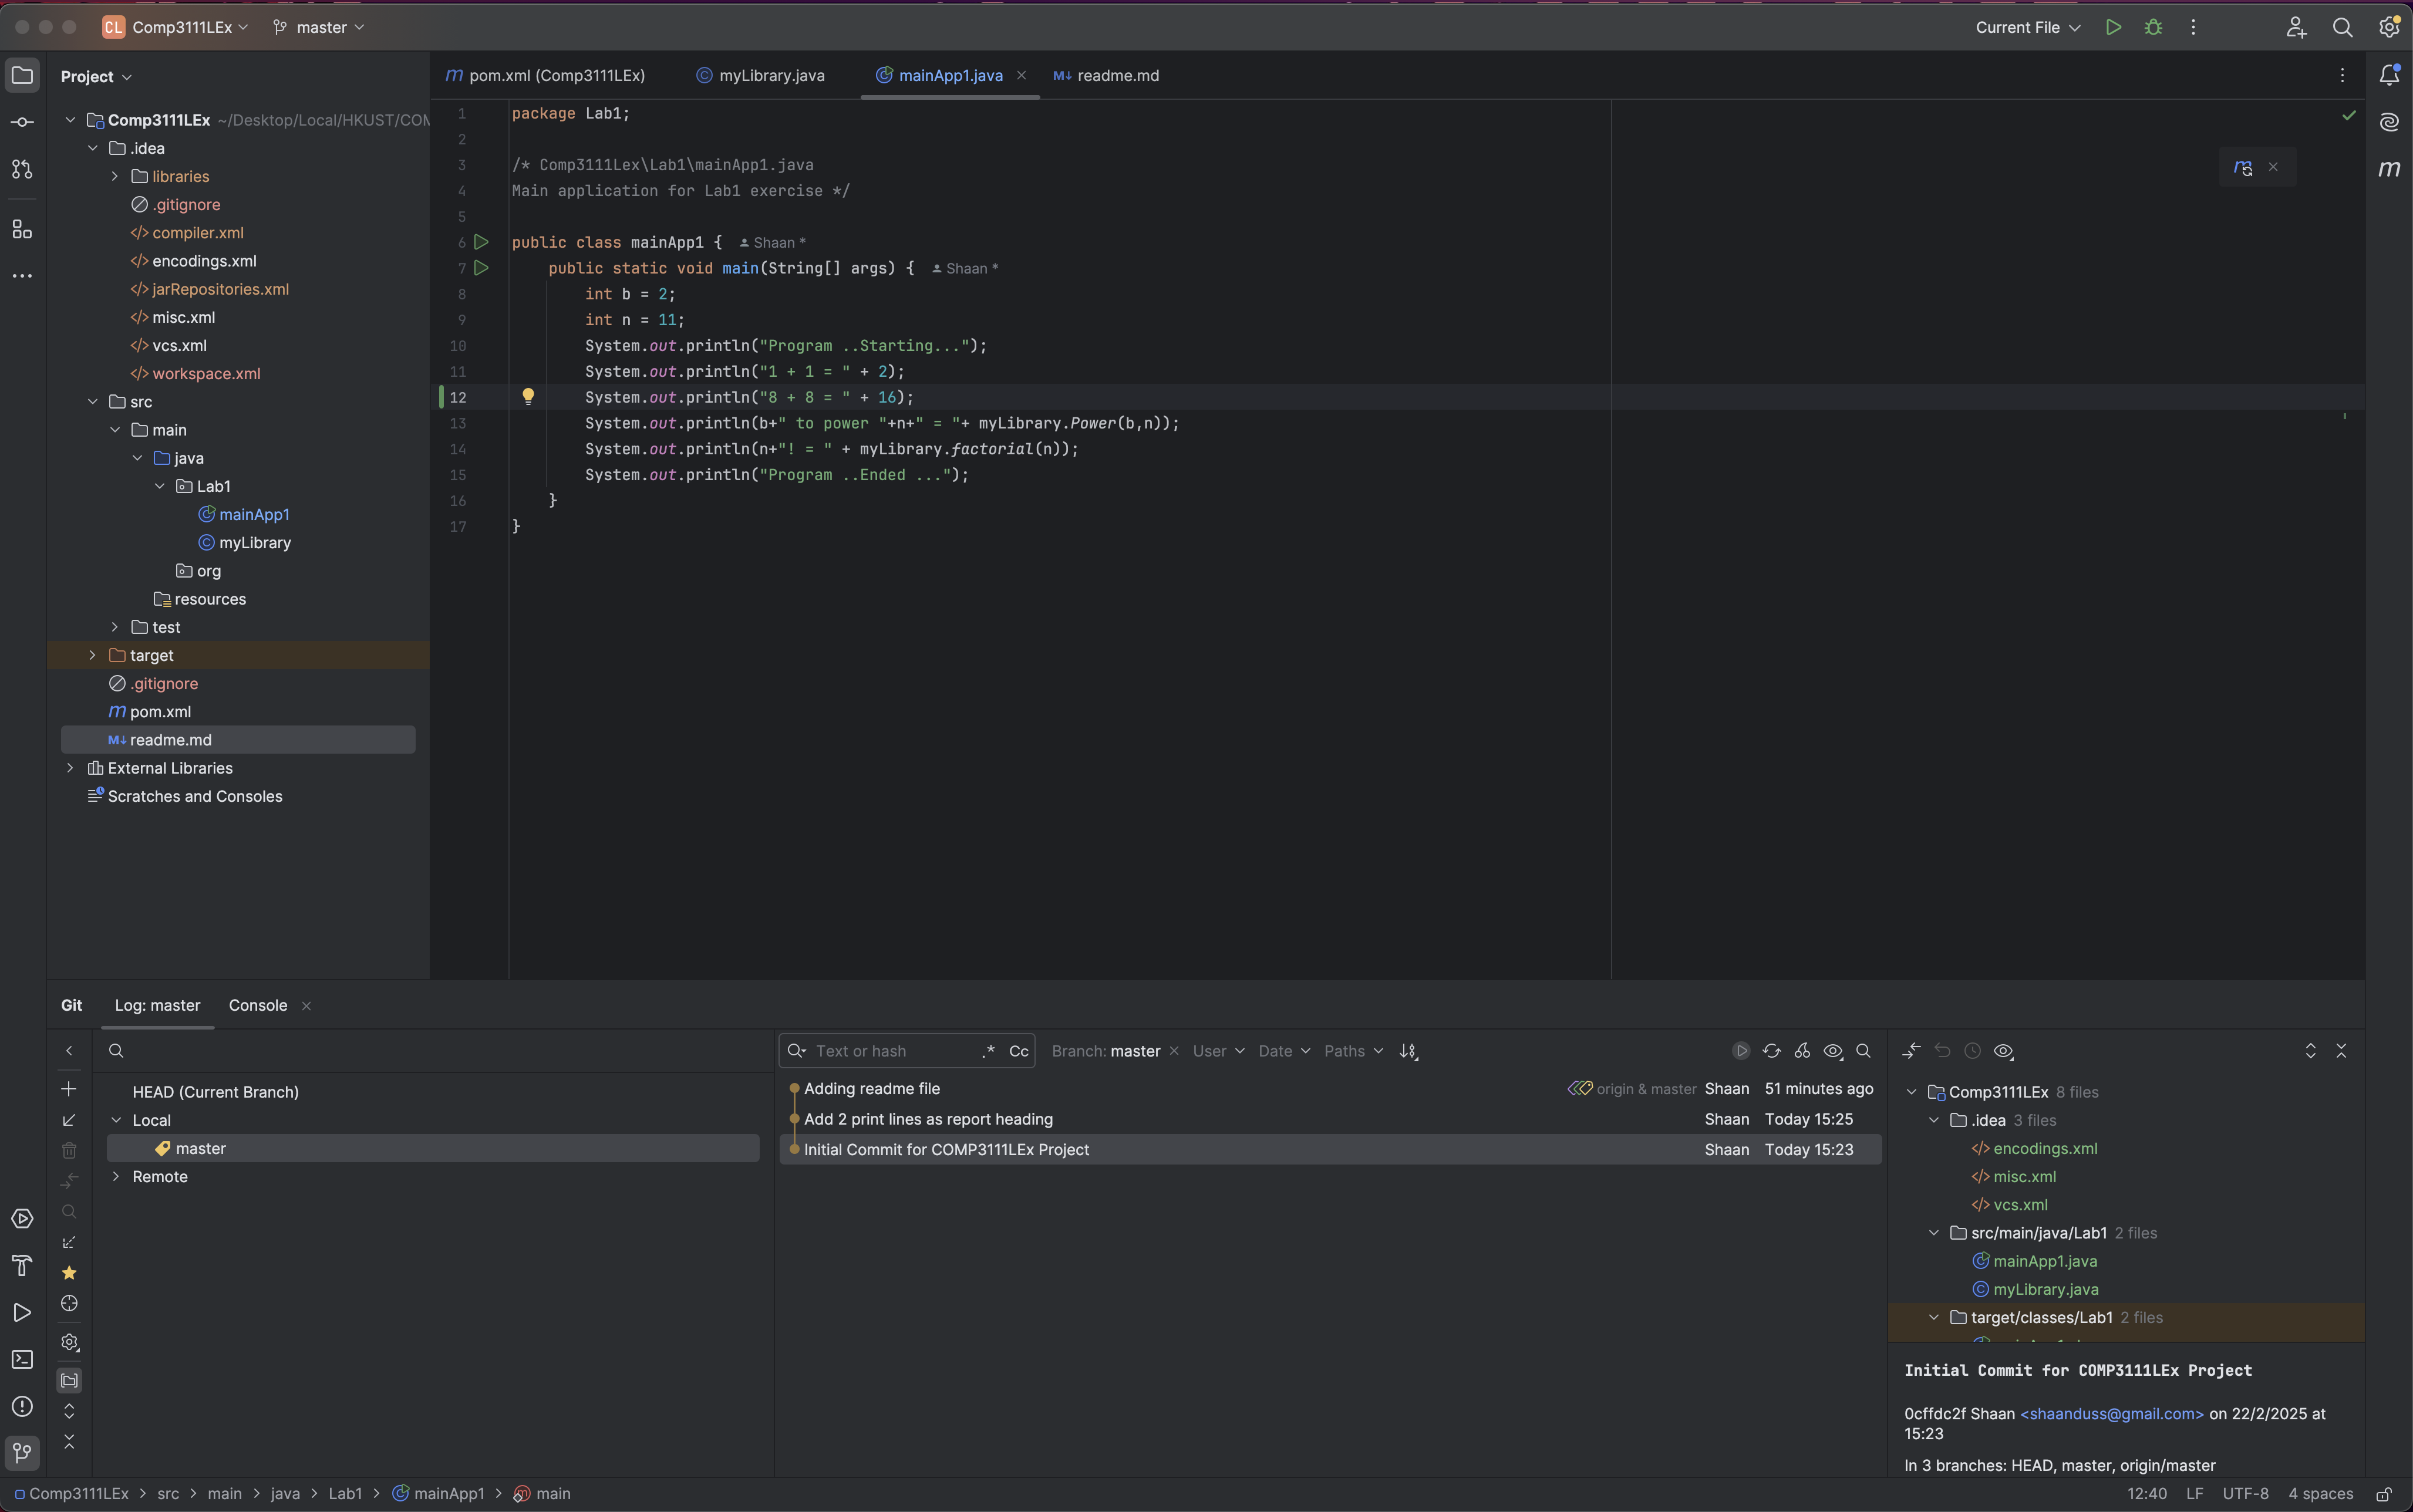 CL Comp3111LEx master Current File
Project
Comp3111LEx ~/Desktop/Local/HKUST/CO
.idea
libraries
.gitignore
compiler.xml
encodings.xml
jarRepositories.xml
misc.xml
vcs.xml
workspace.xml
src
main
java
Lab1
mainApp1
myLibrary
org
resources
test
target
.gitignore
m pom.xml
M↓ readme.md
External Libraries
Scratches and Consoles
m pom.xml (Comp3111LEx) myLibrary.java mainApp1.java M↓ readme.md
1 package Lab1;
2
3 /* Comp3111Lex\Lab1\mainApp1.java
4 Main application for Lab1 exercise */
5
6 public class mainApp1 { Shaan *
7 public static void main(String[] args) { Shaan *
8 int b = 2;
9 int n = 11;
10 System.out.println("Program ..Starting...");
11 System.out.println("1 + 1 = " + 2);
12 System.out.println("8 + 8 = " + 16);
13 System.out.println(b+" to power "+n+" = "+ myLibrary.Power(b,n));
14 System.out.println(n+"! = " + myLibrary.factorial(n));
15 System.out.println("Program ..Ended ...");
16 }
17 }
Git Log: master Console
HEAD (Current Branch)
Local
master
Remote
Text or hash .* Cc Branch: master User Date Paths
Adding readme file origin & master Shaan 51 minutes ago
Add 2 print lines as report heading Shaan Today 15:25
Initial Commit for COMP3111LEx Project Shaan Today 15:23
Comp3111LEx 8 files
.idea 3 files
encodings.xml
misc.xml
vcs.xml
src/main/java/Lab1 2 files
mainApp1.java
myLibrary.java
target/classes/Lab1 2 files
Initial Commit for COMP3111LEx Project
0cffdc2f Shaan <shaanduss@gmail.com> on 22/2/2025 at
15:23
In 3 branches: HEAD, master, origin/master
Comp3111LEx > src > main > java > Lab1 > mainApp1 > main 12:40 LF UTF-8 4 spaces